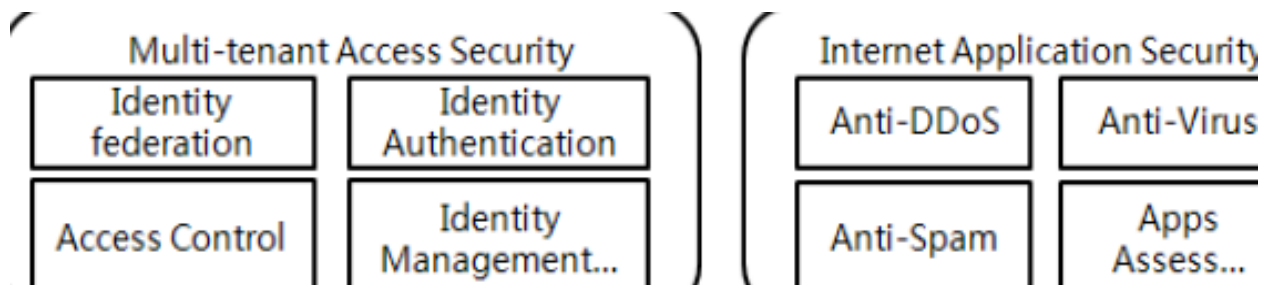 Multi-tenant Access Security
Identity
federation
Identity
Authentication
Access Control
Identity
Management...
Internet Application Security
Anti-DDoS
Anti-Virus
Anti-Spam
Apps
Assess...